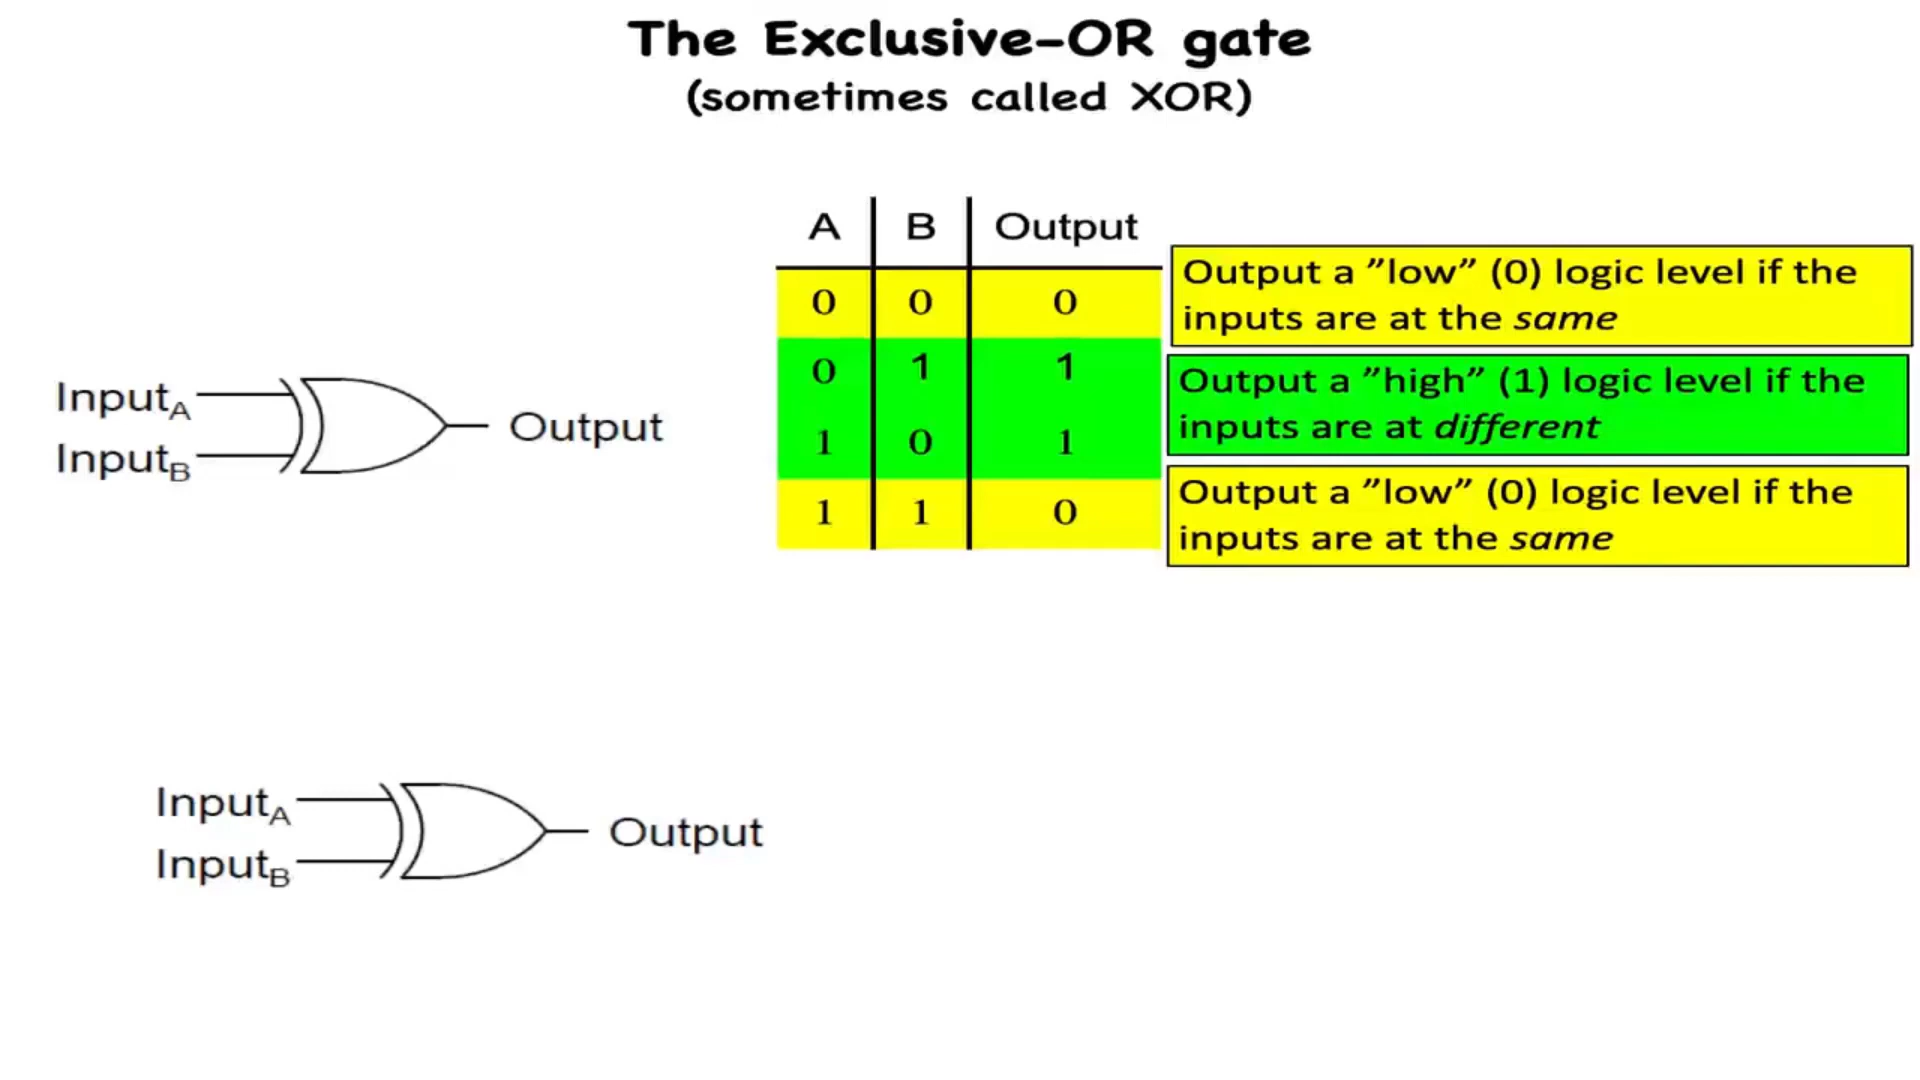 The Exclusive-OR gate
(sometimes called XOR)
A B Output
0 0 0
0 1 1
1 0 1
1 1 0
Output a ”low” (0) logic level if the
inputs are at the same
Output a ”high” (1) logic level if the
inputs are at different
Output a ”low” (0) logic level if the
inputs are at the same
InputA
InputB
Output
InputA
InputB
Output